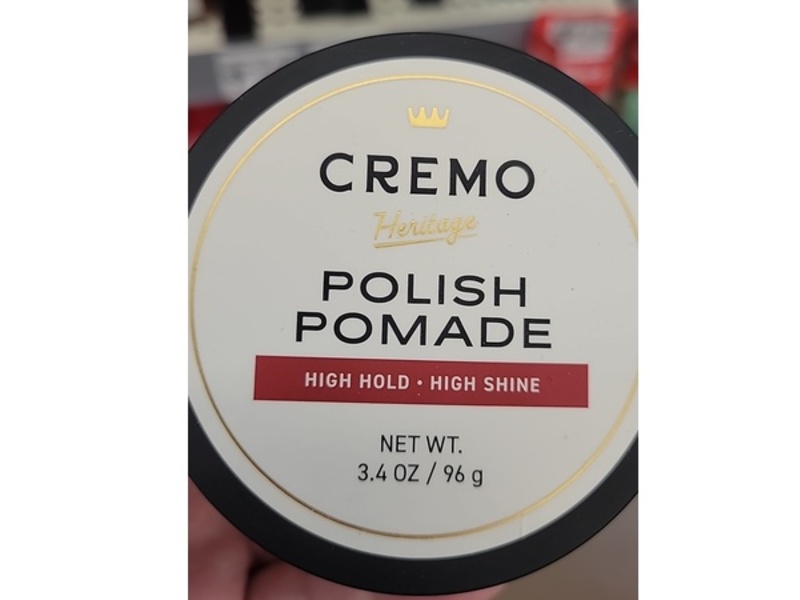 CREMO
Heritage
POLISH
POMADE
HIGH HOLD • HIGH SHINE
NET WT.
3.4 OZ / 96 g